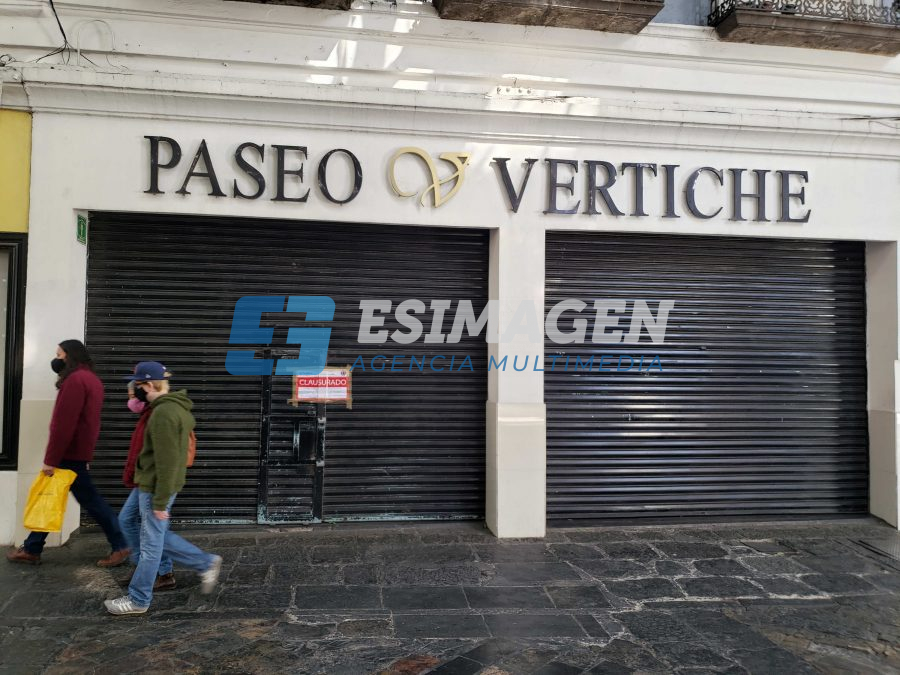 PASEO V VERTICHE
ESIMAGEN
AGENCIA MULTIMEDIA
CLAUSURADO